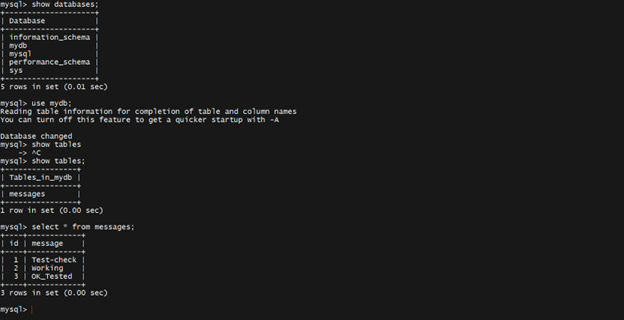 mysql> show databases;
+--------------------+
| Database           |
+--------------------+
| information_schema |
| mydb               |
| mysql              |
| performance_schema |
| sys                |
+--------------------+
5 rows in set (0.01 sec)
mysql> use mydb;
Reading table information for completion of table and column names
You can turn off this feature to get a quicker startup with -A
Database changed
mysql> show tables
    -> ^C
mysql> show tables;
+----------------+
| Tables_in_mydb |
+----------------+
| messages       |
+----------------+
1 row in set (0.00 sec)
mysql> select * from messages;
+----+------------+
| id | message    |
+----+------------+
|  1 | Test-check |
|  2 | Working    |
|  3 | OK_Tested  |
+----+------------+
3 rows in set (0.00 sec)
mysql>